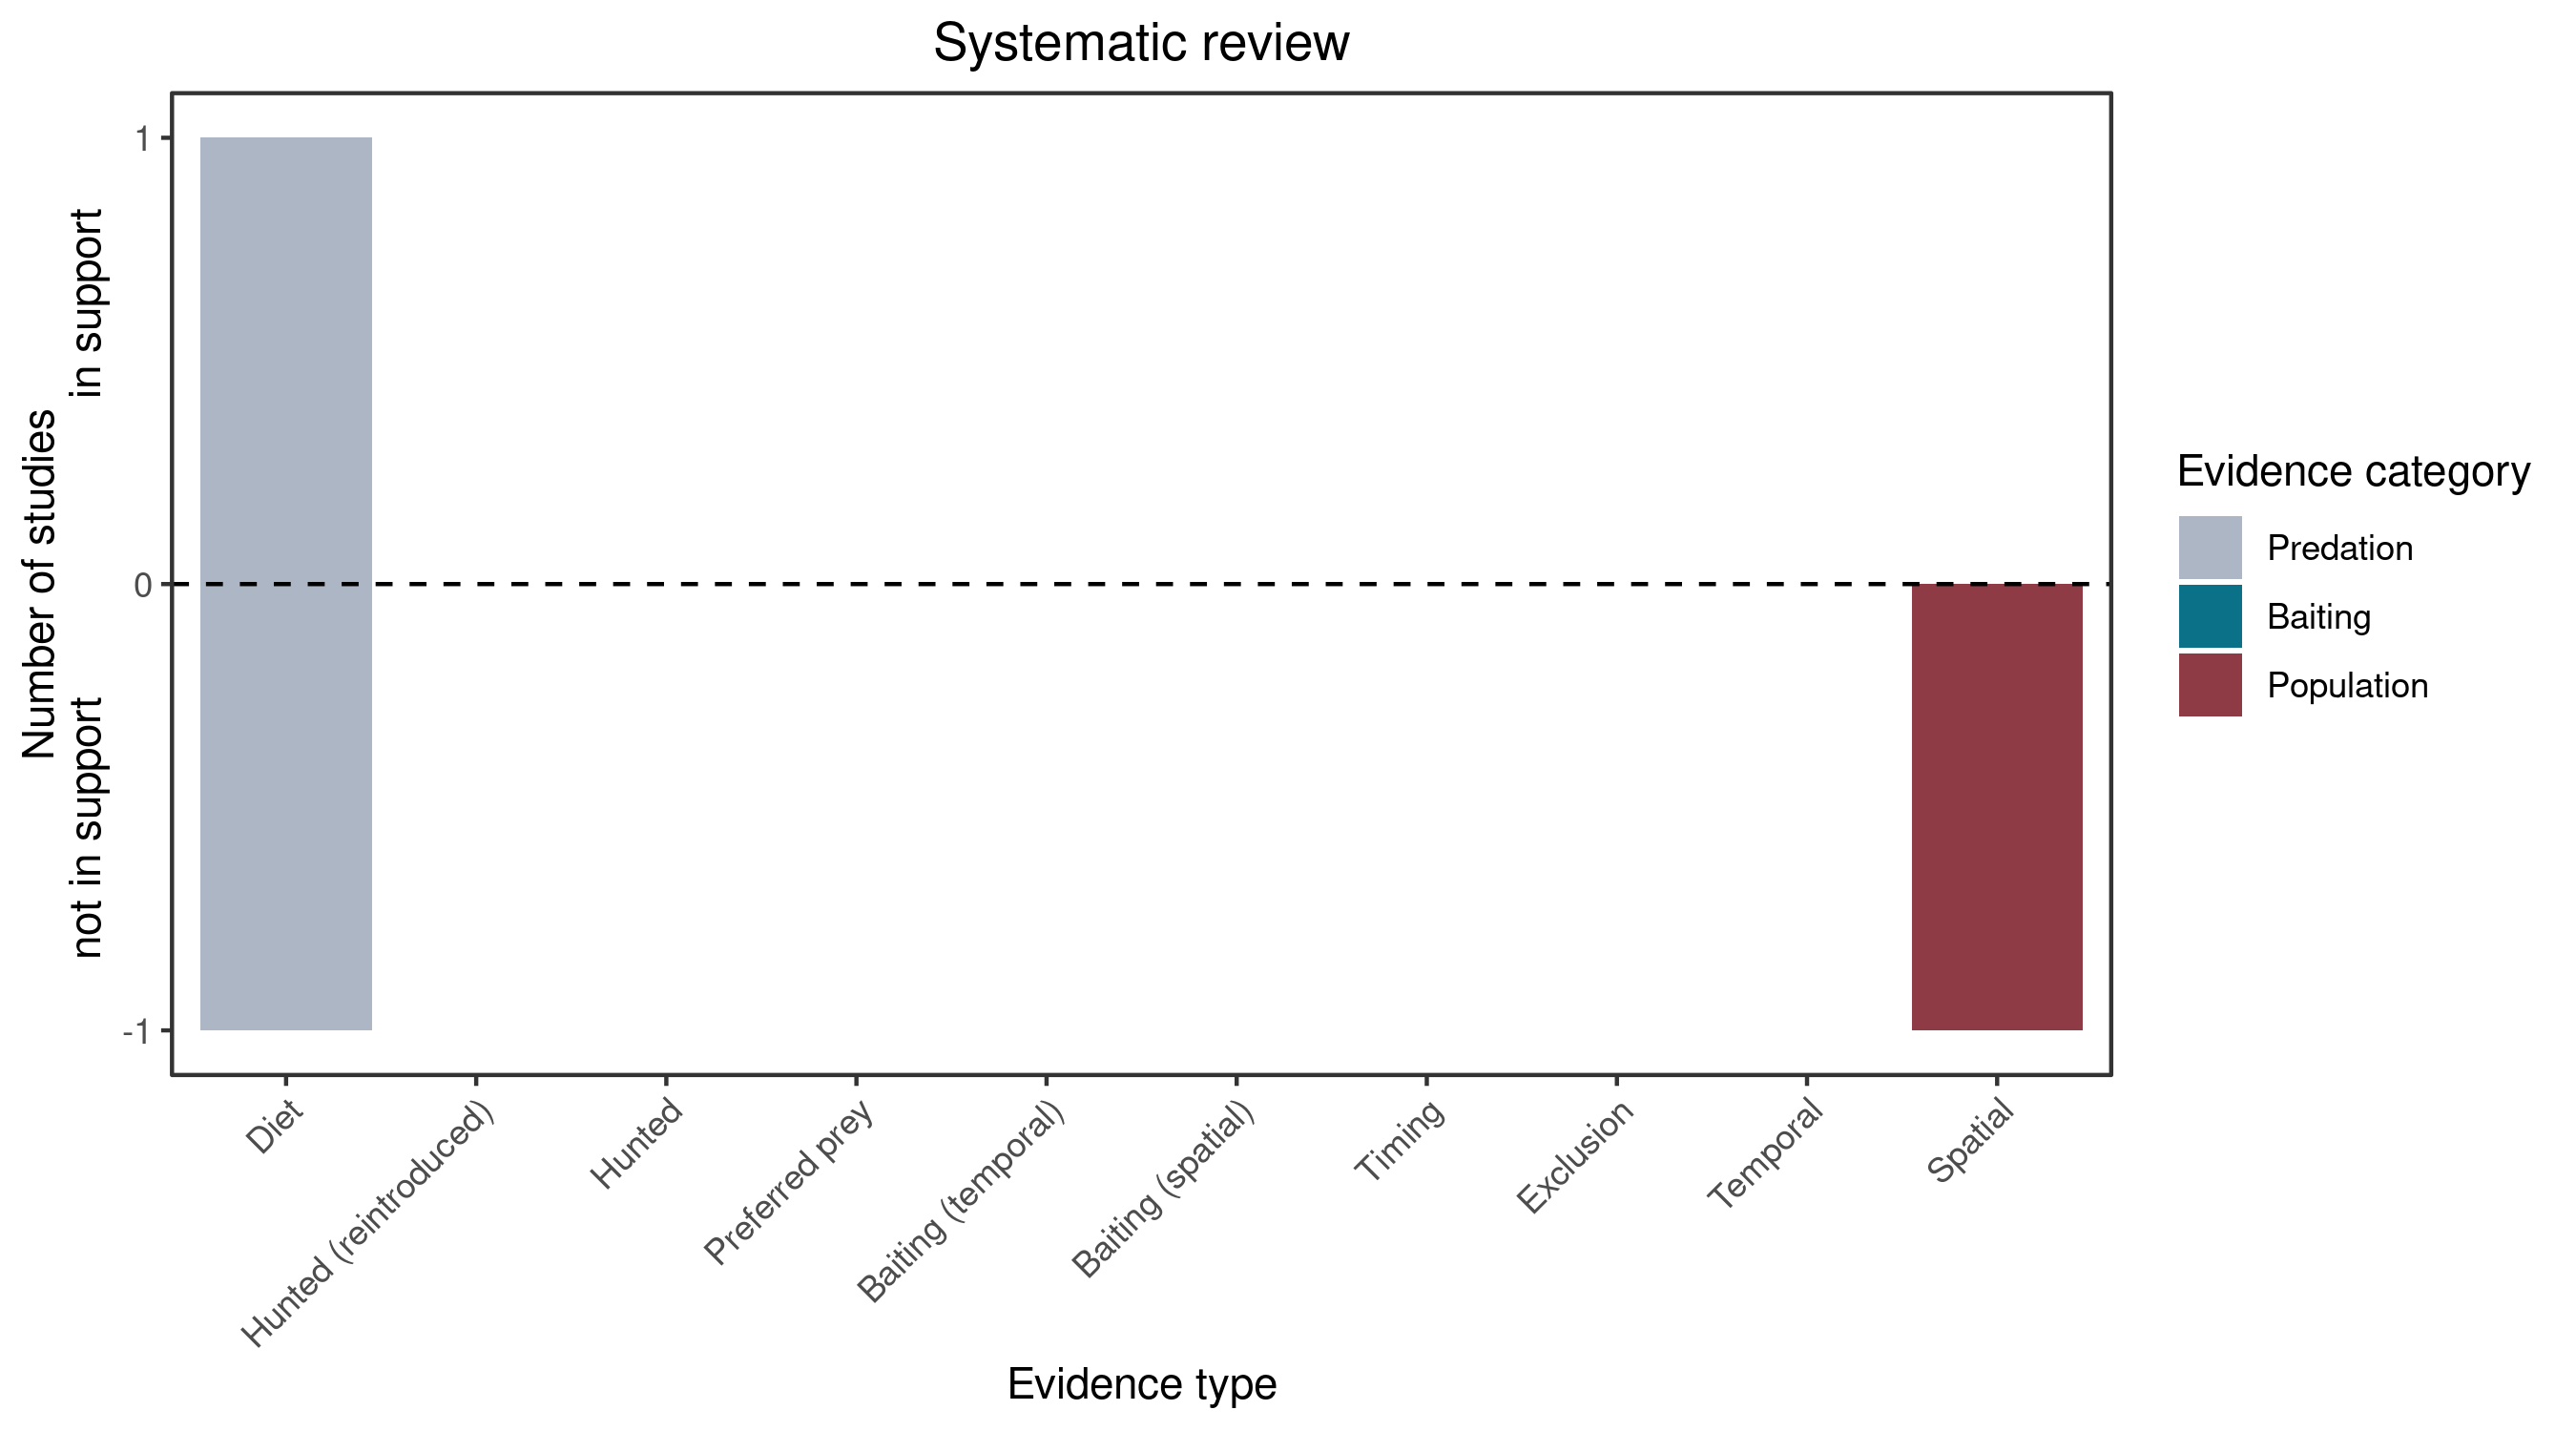 Systematic review
Number of studies
in support
not in support
1
0
-1
Diet
Hunted (reintroduced)
Hunted
Preferred prey
Baiting (temporal)
Baiting (spatial)
Timing
Exclusion
Temporal
Spatial
Evidence type
Evidence category
Predation
Baiting
Population